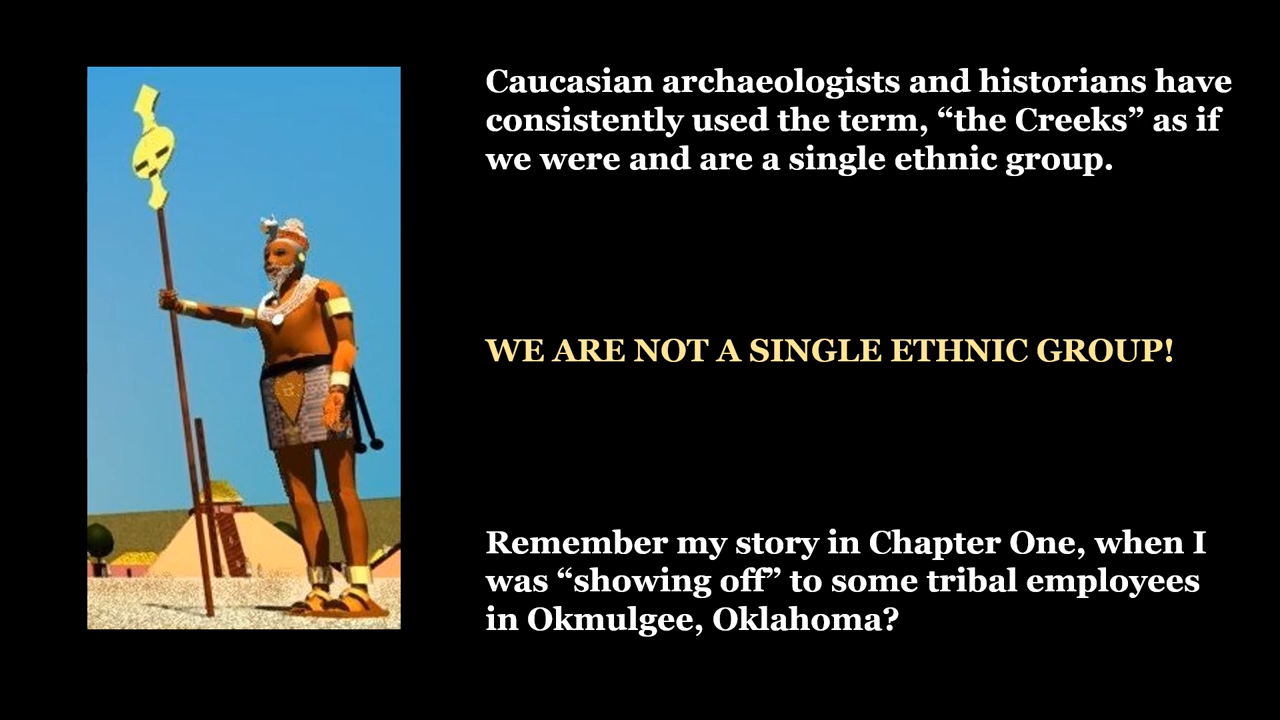 Caucasian archaeologists and historians have
consistently used the term, “the Creeks” as if
we were and are a single ethnic group.
WE ARE NOT A SINGLE ETHNIC GROUP!
Remember my story in Chapter One, when I
was “showing off” to some tribal employees
in Okmulgee, Oklahoma?